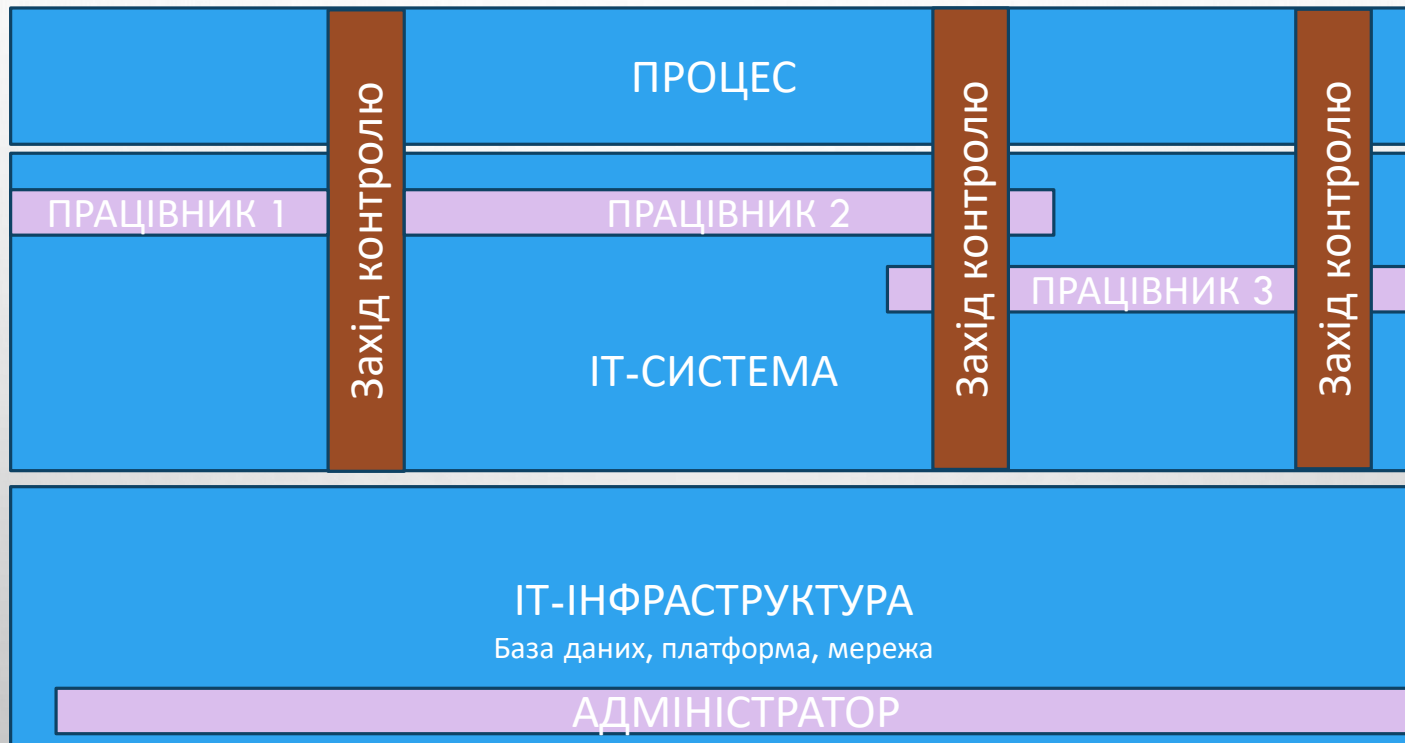 ПРОЦЕС
Захід контролю
Захід контролю
Захід контролю
ПРАЦІВНИК 1
ПРАЦІВНИК 2
ПРАЦІВНИК 3
ІТ-СИСТЕМА
ІТ-ІНФРАСТРУКТУРА
База даних, платформа, мережа
АДМІНІСТРАТОР